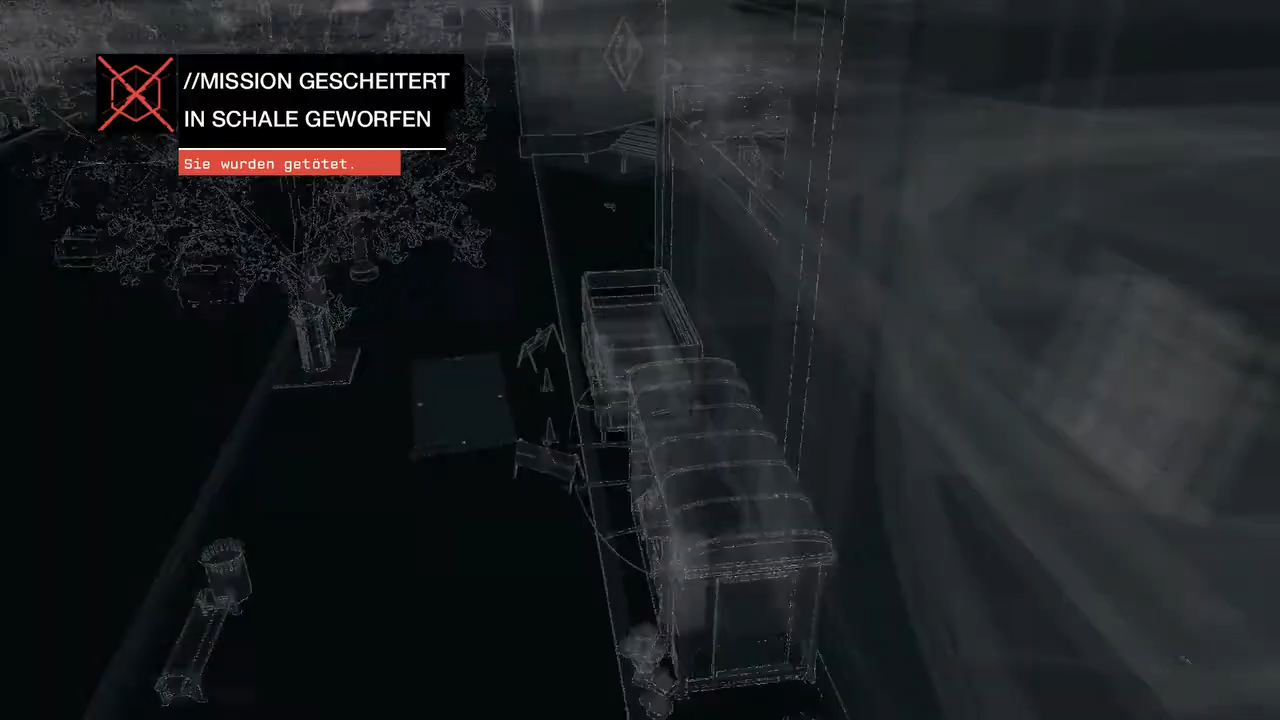 //MISSION GESCHEITERT
IN SCHALE GEWORFEN
Sie wurden getötet.